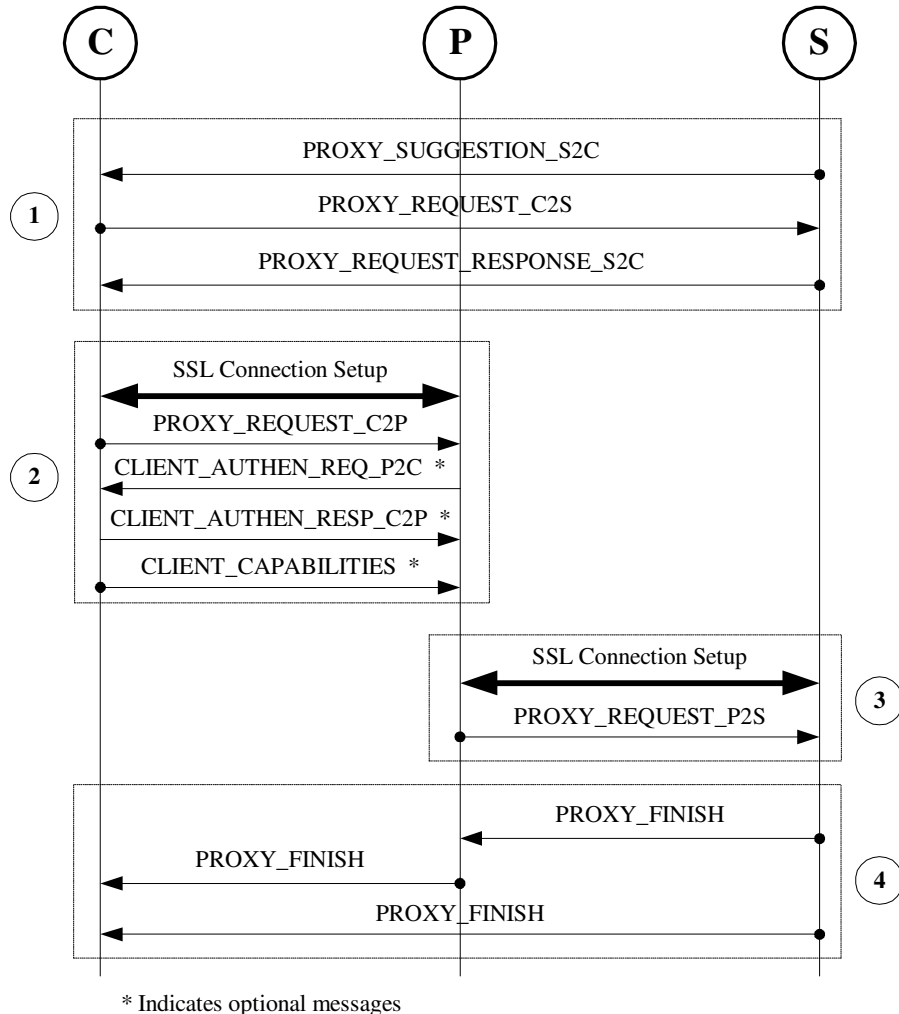 C P S
PROXY_SUGGESTION_S2C
PROXY_REQUEST_C2S
1
PROXY_REQUEST_RESPONSE_S2C
SSL Connection Setup
PROXY_REQUEST_C2P
CLIENT_AUTHEN_REQ_P2C *
2
CLIENT_AUTHEN_RESP_C2P *
CLIENT_CAPABILITIES *
SSL Connection Setup
3
PROXY_REQUEST_P2S
PROXY_FINISH
PROXY_FINISH
4
PROXY_FINISH
* Indicates optional messages